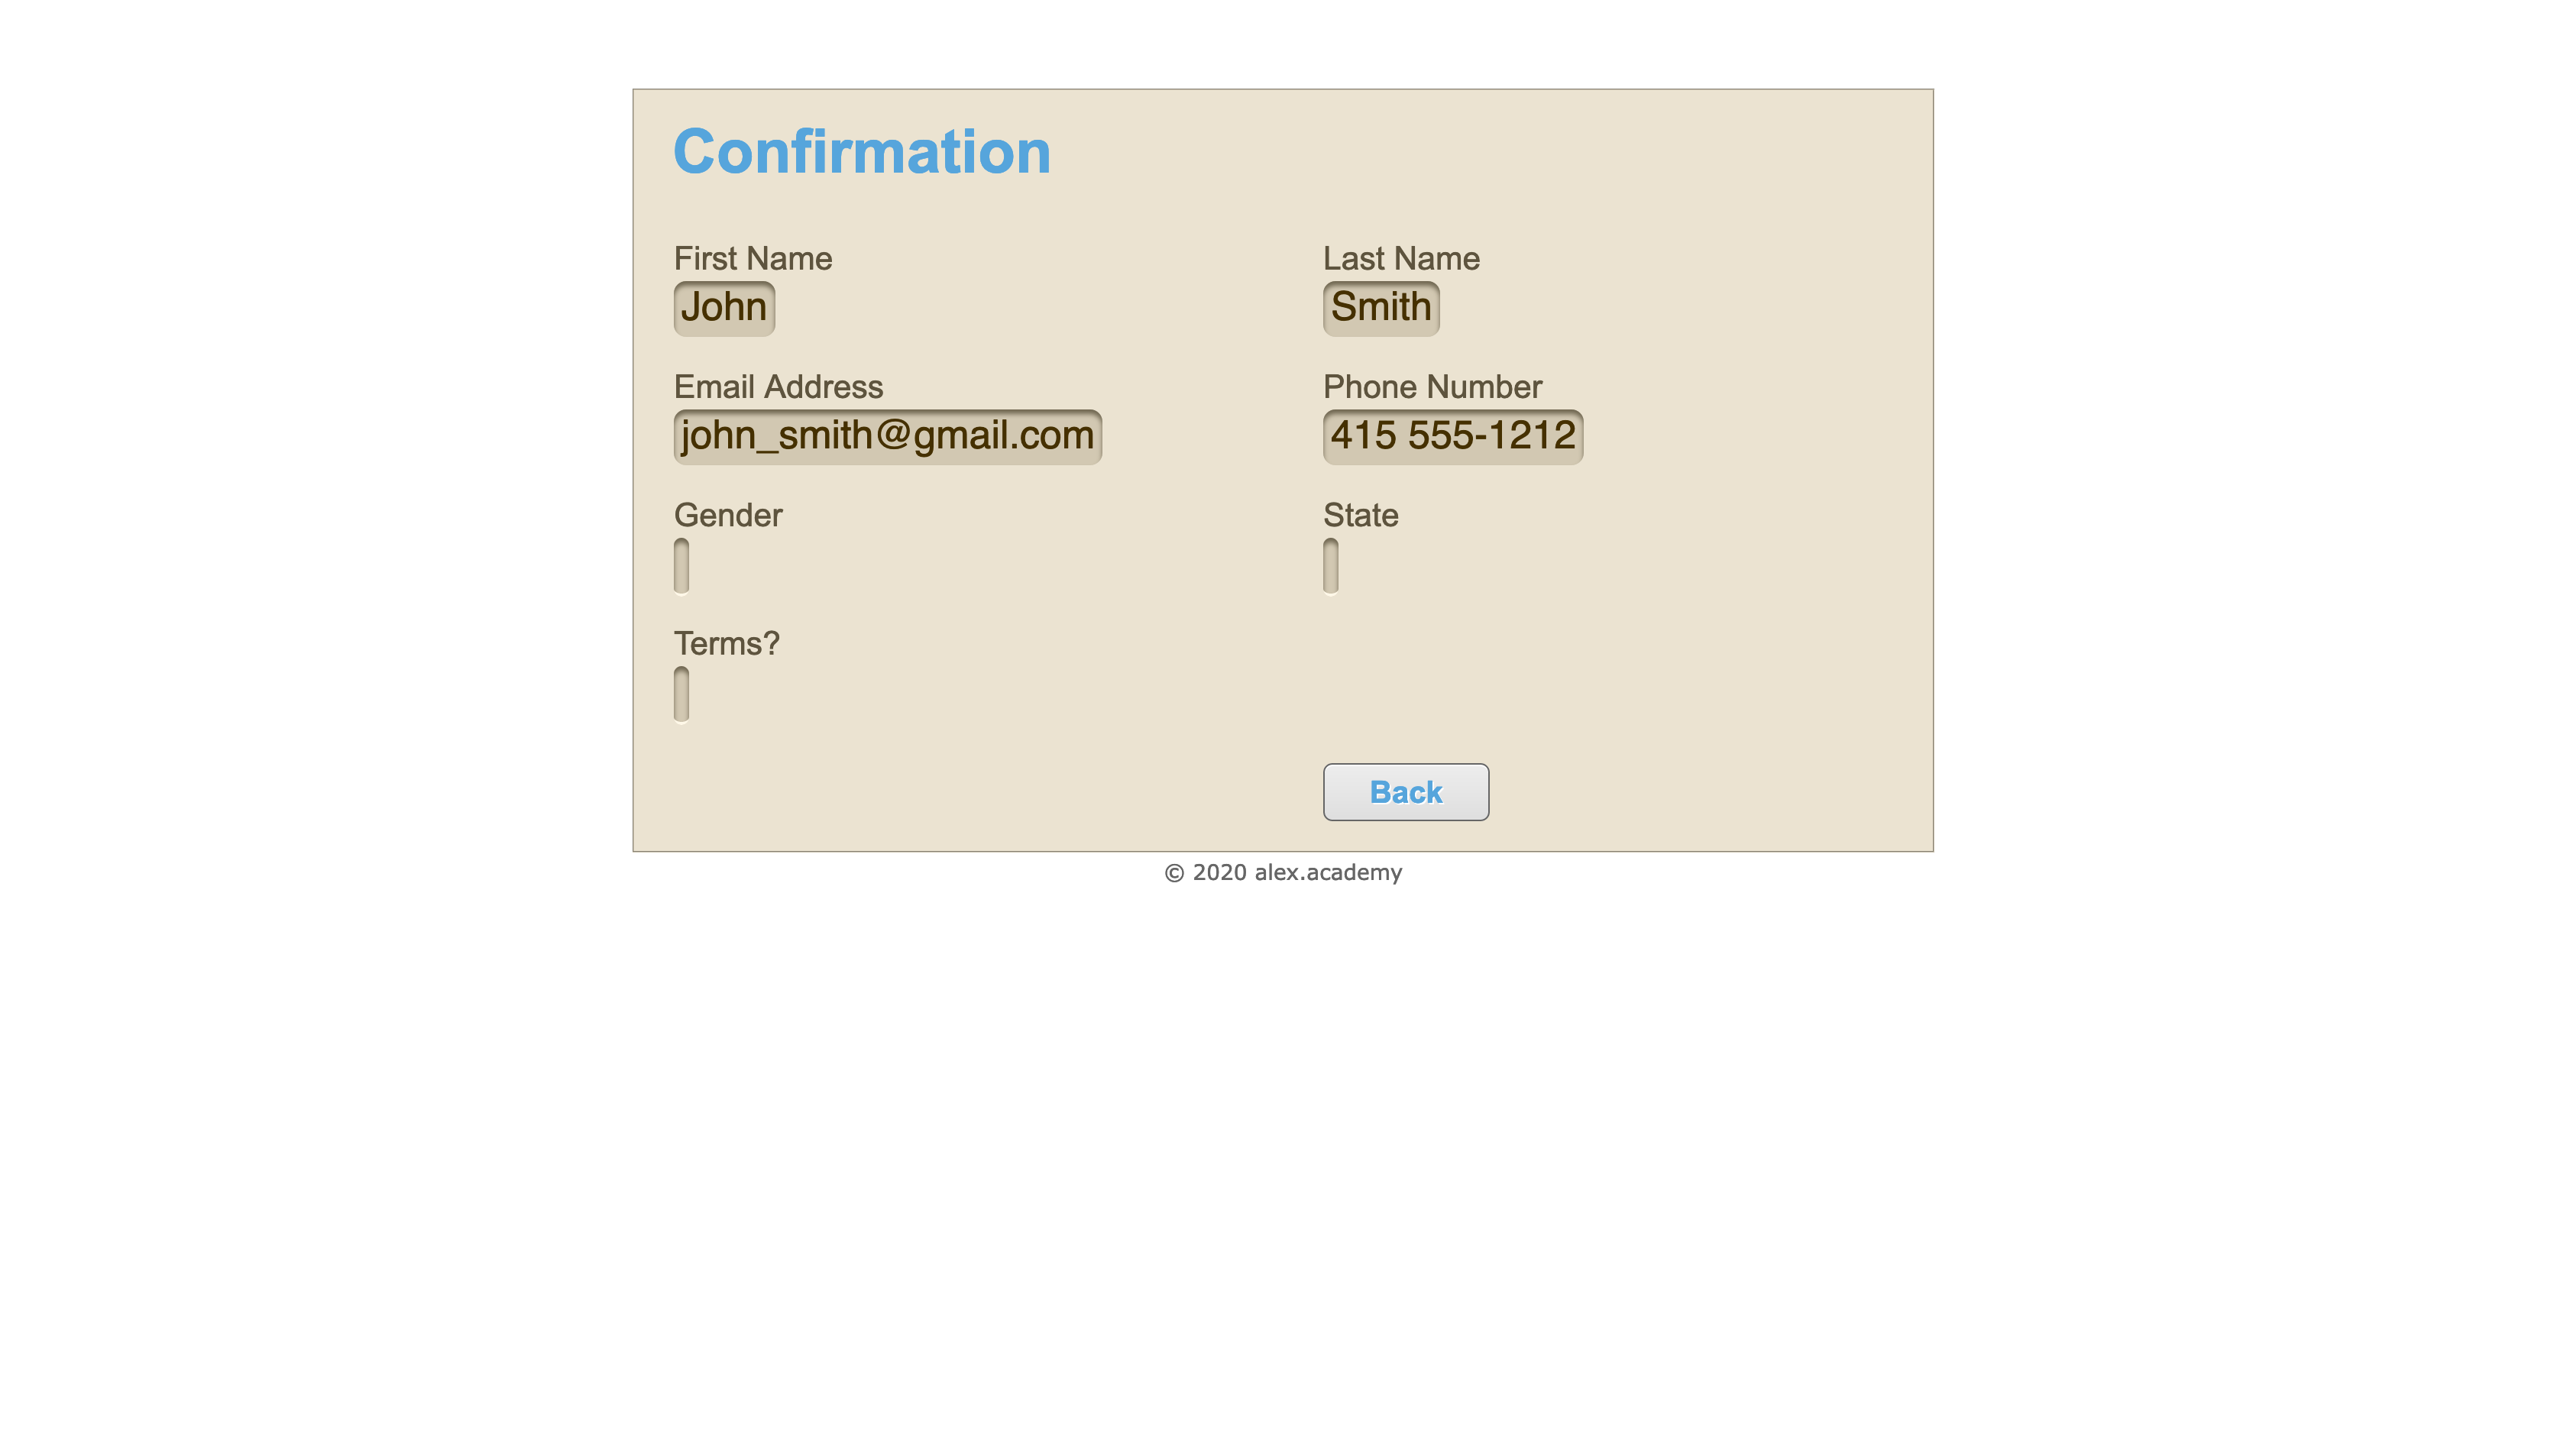 Confirmation
First Name
John
Last Name
Smith
Email Address
john_smith@gmail.com
Phone Number
415 555-1212
Gender
State
Terms?
Back
© 2020 alex.academy